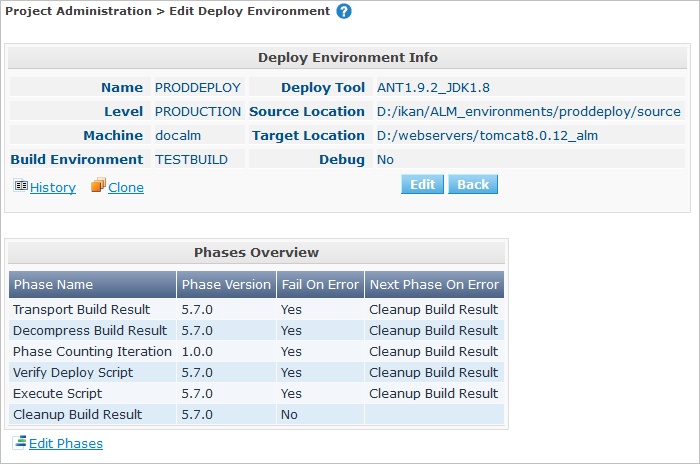 Project Administration > Edit Deploy Environment ?
Deploy Environment Info
Name PRODDEPLOY Deploy Tool ANT1.9.2_JDK1.8
Level PRODUCTION Source Location D:/ikan/ALM_environments/proddeploy/source
Machine docalm Target Location D:/webservers/tomcat8.0.12_alm
Build Environment TESTBUILD Debug No
History Clone Edit Back
Phases Overview
Phase Name Phase Version Fail On Error Next Phase On Error
Transport Build Result 5.7.0 Yes Cleanup Build Result
Decompress Build Result 5.7.0 Yes Cleanup Build Result
Phase Counting Iteration 1.0.0 Yes Cleanup Build Result
Verify Deploy Script 5.7.0 Yes Cleanup Build Result
Execute Script 5.7.0 Yes Cleanup Build Result
Cleanup Build Result 5.7.0 No
Edit Phases